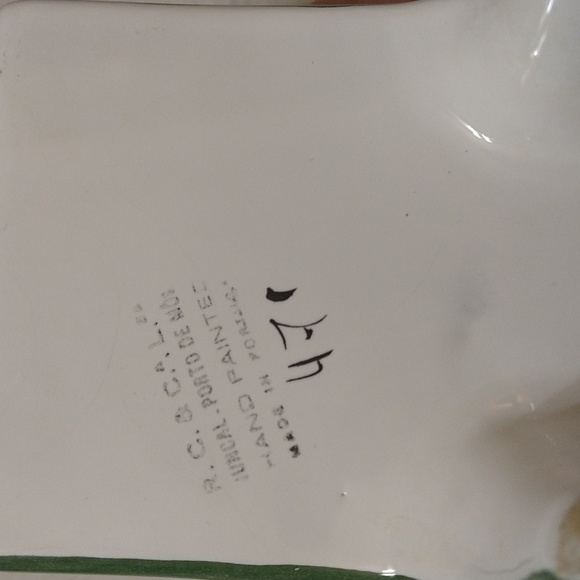 R. C. & C. A. L. DA
JUNCAL - PORTO DE MÓS
HAND PAINTED
MADE IN PORTUGAL